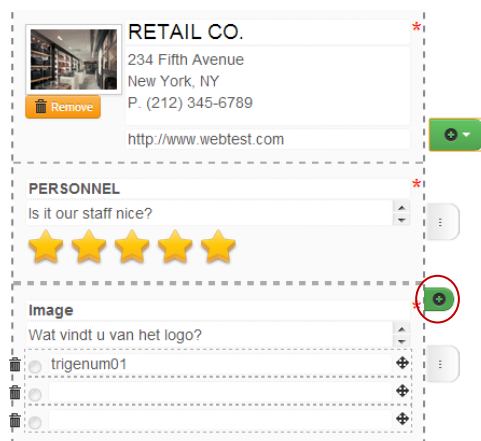 RETAIL CO.
234 Fifth Avenue
New York, NY
P. (212) 345-6789
Remove
http://www.webtest.com
PERSONNEL
Is it our staff nice?
Image
Wat vindt u van het logo?
trigenum01